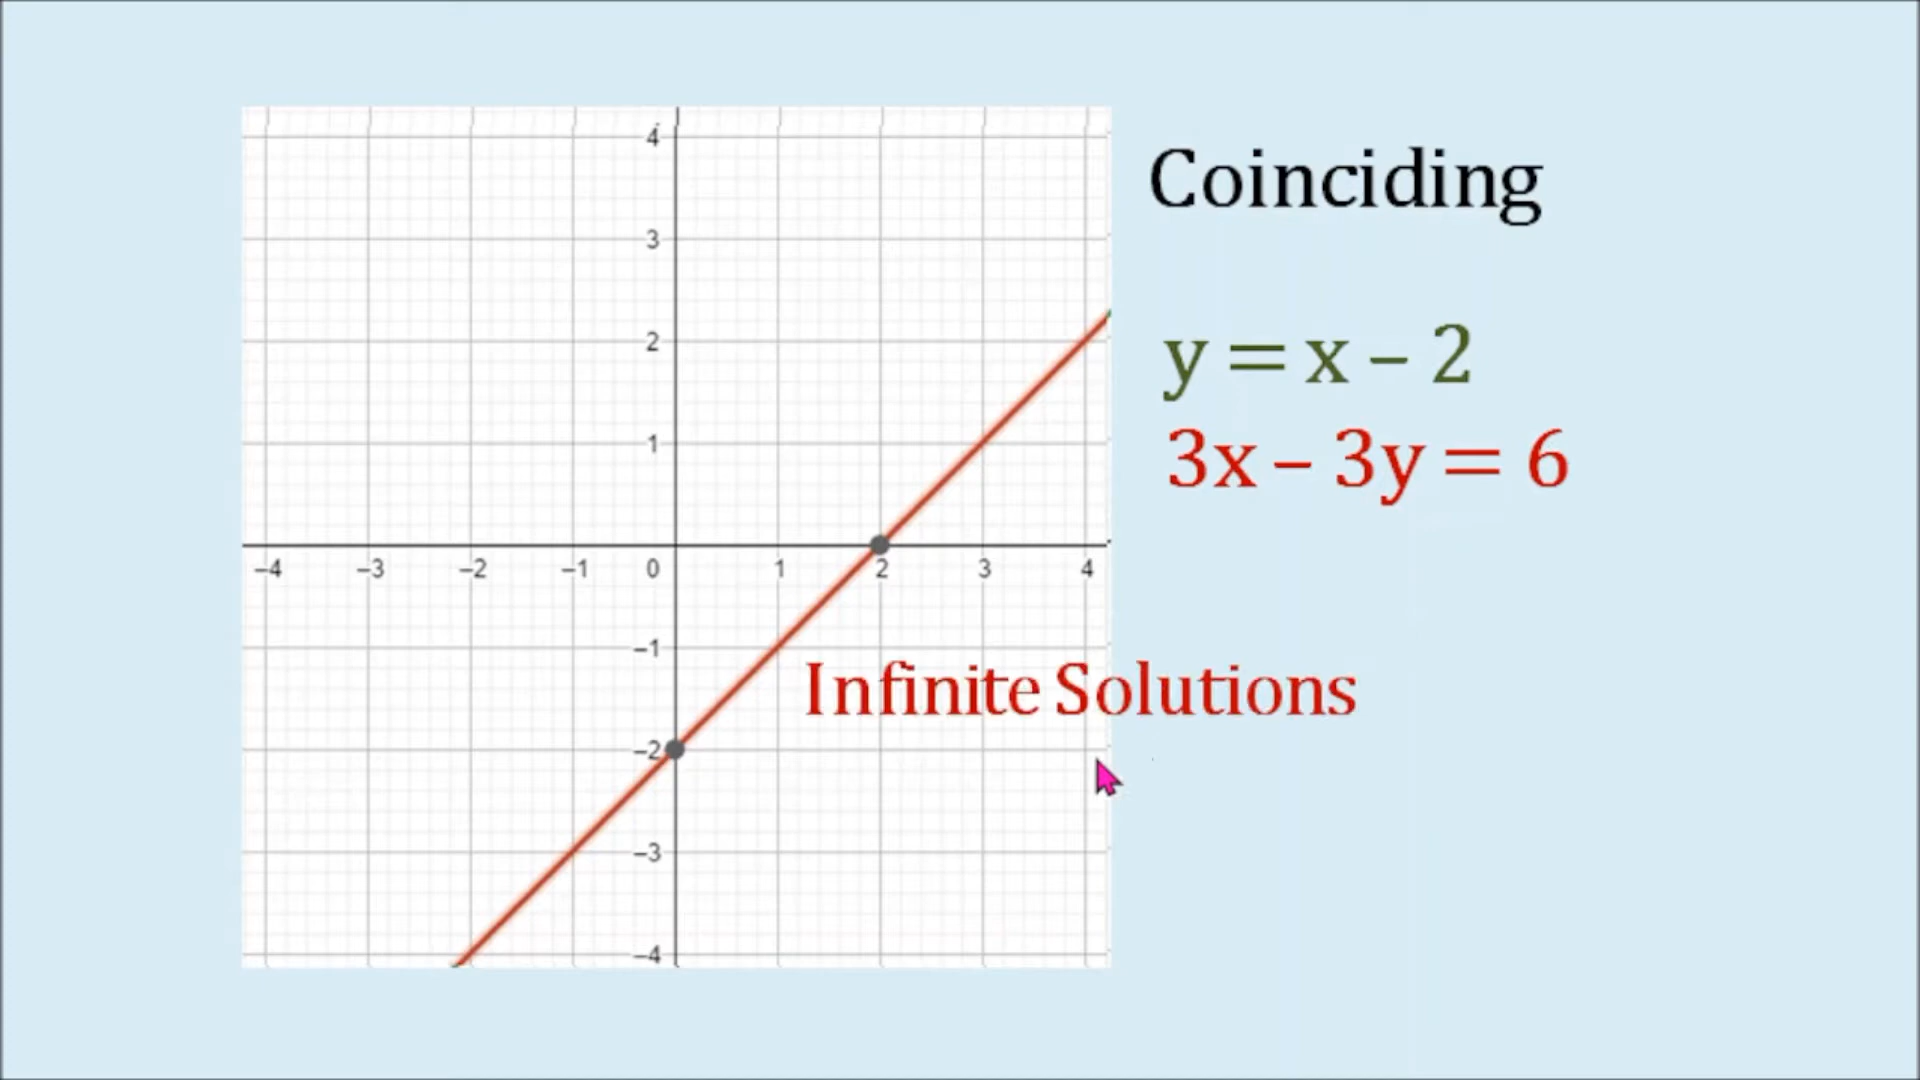 Coinciding
y = x – 2
3x – 3y = 6
Infinite Solutions
4
3
2
1
–4 –3 –2 –1 0 1 2 3 4
–1
–2
–3
–4